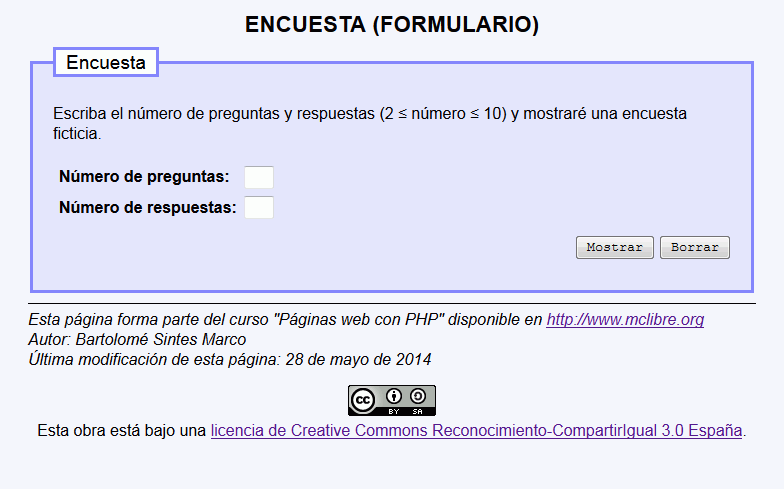 ENCUESTA (FORMULARIO)
Encuesta
Escriba el número de preguntas y respuestas (2 ≤ número ≤ 10) y mostraré una encuesta
ficticia.
Número de preguntas:
Número de respuestas:
Mostrar Borrar
Esta página forma parte del curso "Páginas web con PHP" disponible en http://www.mclibre.org
Autor: Bartolomé Sintes Marco
Última modificación de esta página: 28 de mayo de 2014
cc BY SA
Esta obra está bajo una licencia de Creative Commons Reconocimiento-CompartirIgual 3.0 España.